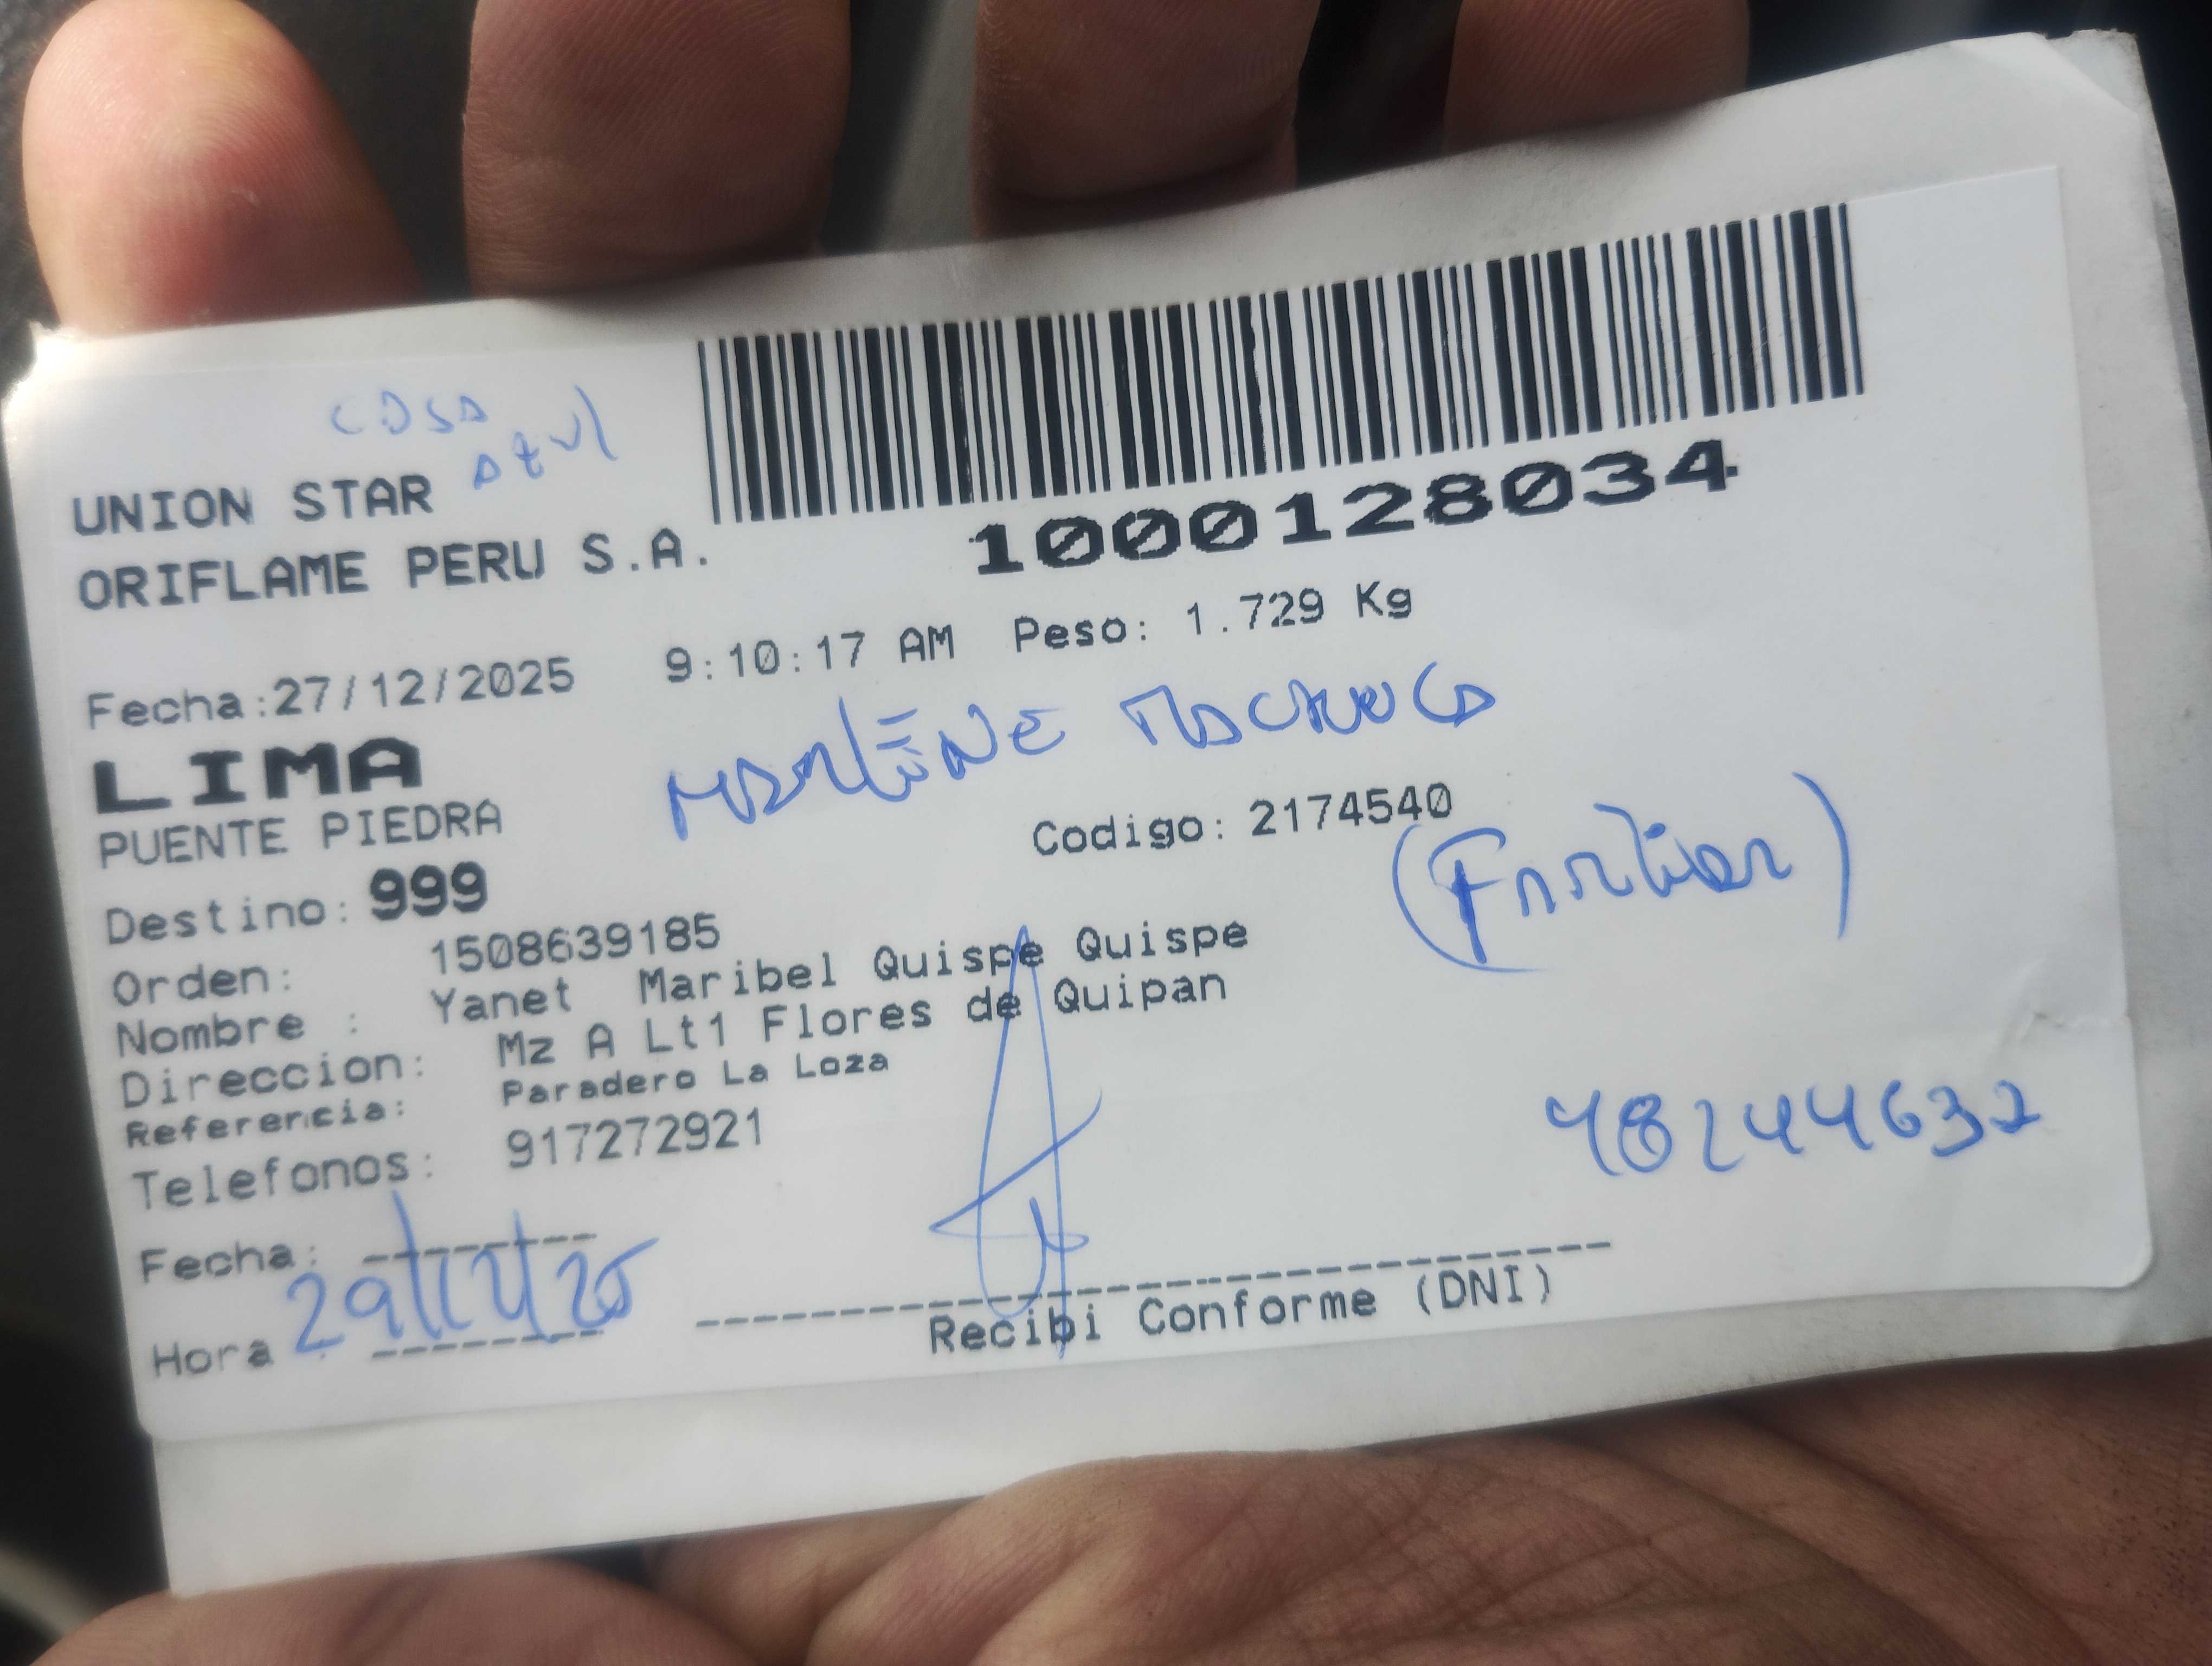 casa
azul
UNION STAR
ORIFLAME PERU S.A.
1000128034
Fecha:27/12/2025 9:10:17 AM Peso: 1.729 Kg
LIMA
PUENTE PIEDRA
Codigo: 2174540
Destino: 999
Orden: 1508639185
Nombre : Yanet Maribel Quispe Quispe
Direccion: Mz A Lt1 Flores de Quipan
Referencia: Paradero La Loza
Telefonos: 917272921
48244632
Fecha: 29/12/25
Hora
Recibi Conforme (DNI)